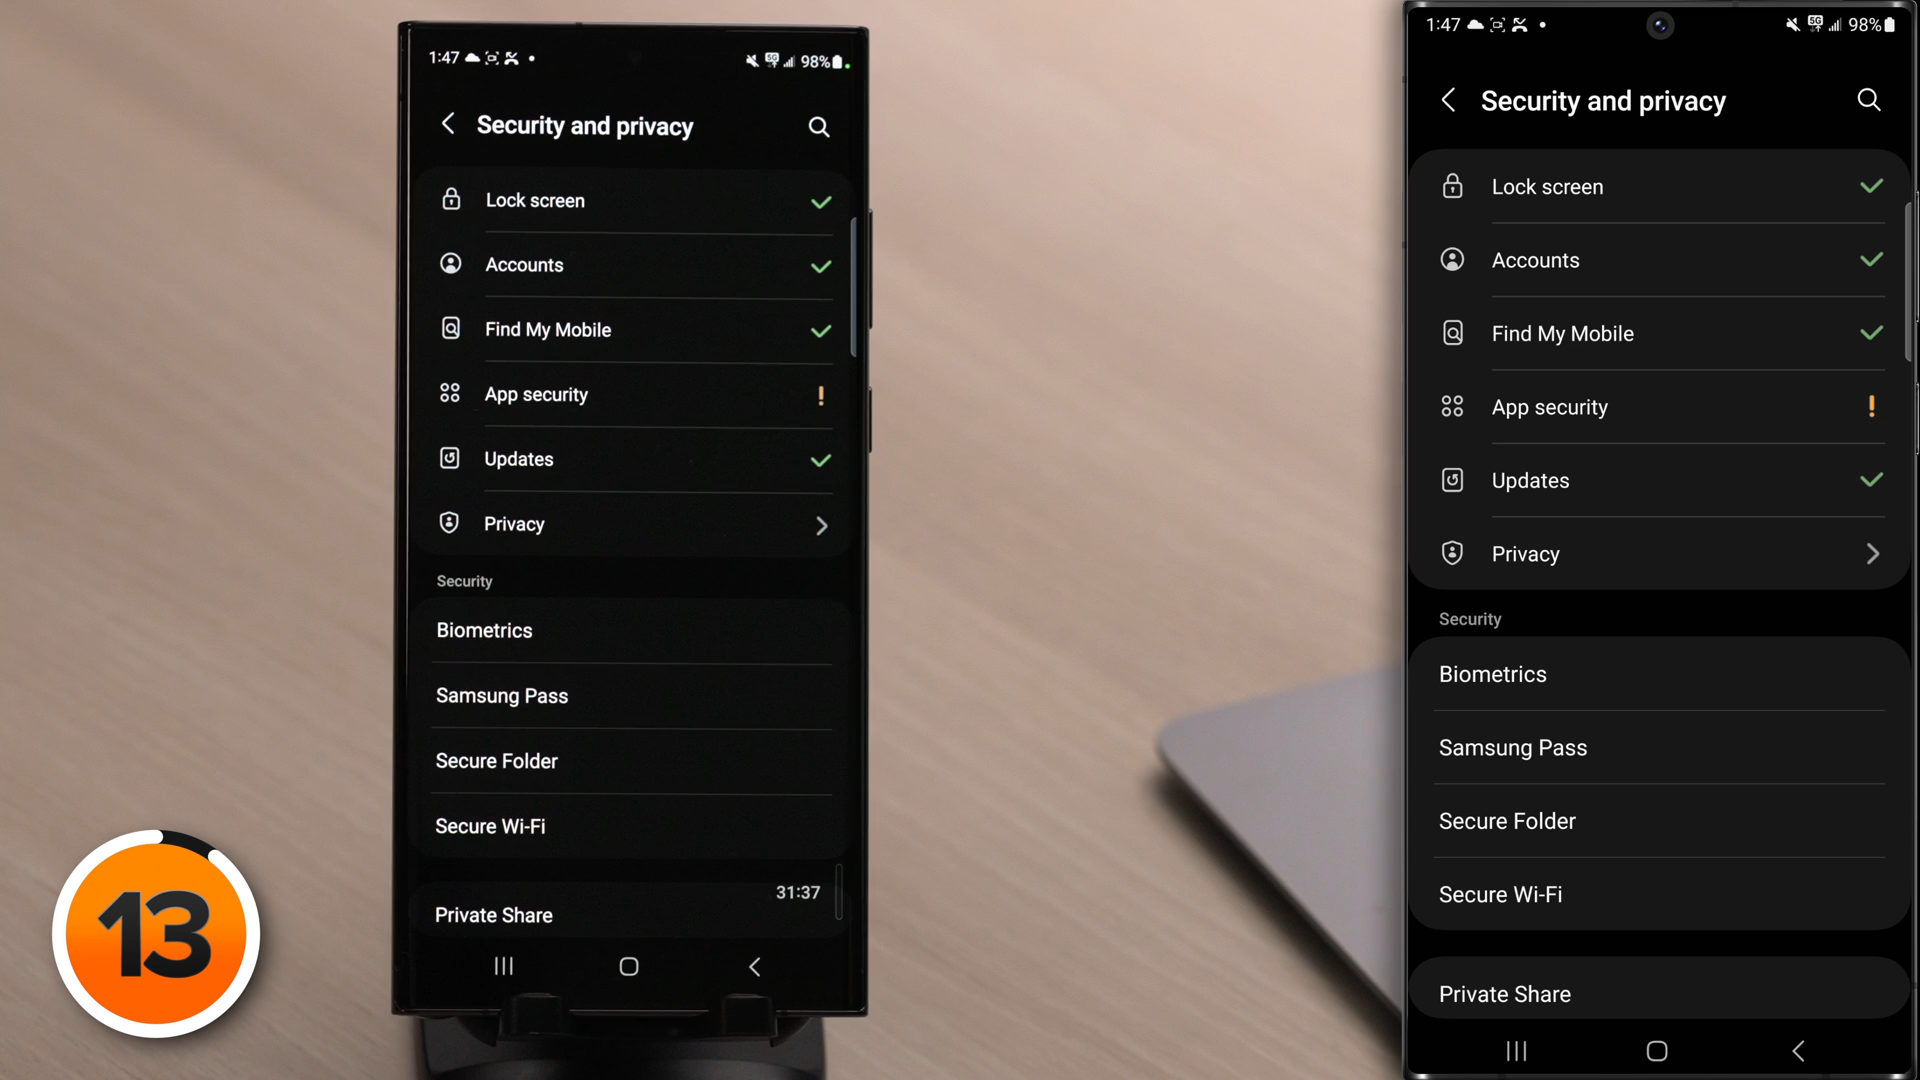 1:47
98%
Security and privacy
Lock screen
Accounts
Find My Mobile
App security
Updates
Privacy
Security
Biometrics
Samsung Pass
Secure Folder
Secure Wi-Fi
31:37
Private Share
13
1:47
5G
98%
Security and privacy
Lock screen
Accounts
Find My Mobile
App security
Updates
Privacy
Security
Biometrics
Samsung Pass
Secure Folder
Secure Wi-Fi
Private Share